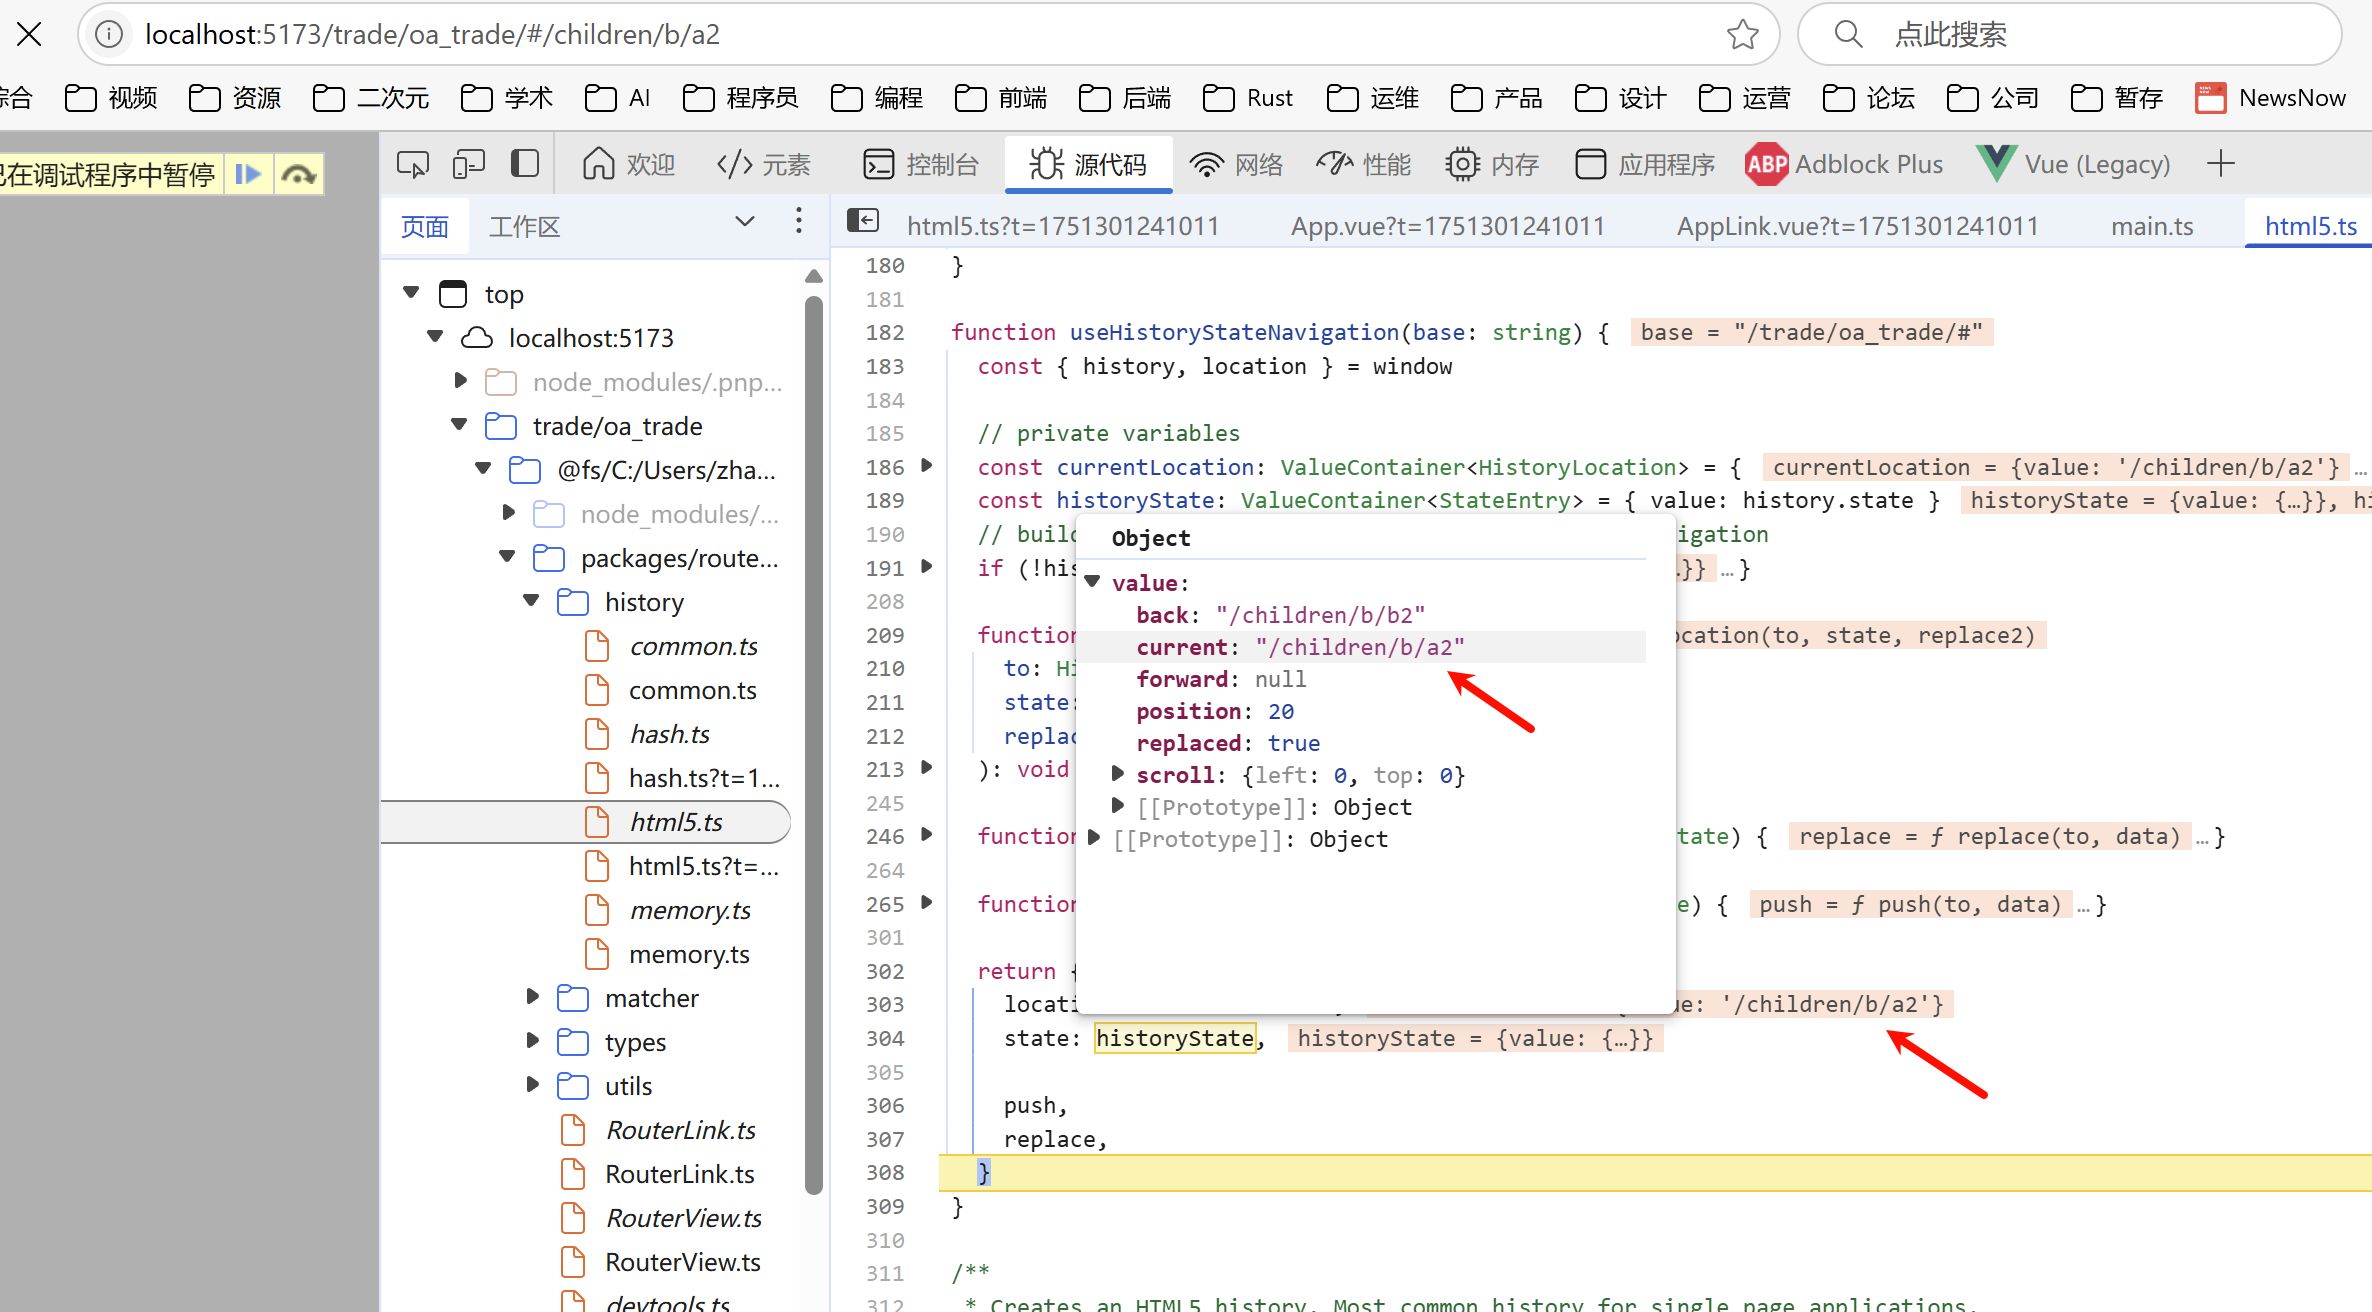 localhost:5173/trade/oa_trade/#/children/b/a2
点此搜索
综合 视频 资源 二次元 学术 AI 程序员 编程 前端 后端 Rust 运维 产品 设计 运营 论坛 公司 暂存 NewsNow
已在调试程序中暂停
欢迎 元素 控制台 源代码 网络 性能 内存 应用程序 ABP Adblock Plus Vue (Legacy)
页面 工作区
html5.ts?t=1751301241011 App.vue?t=1751301241011 AppLink.vue?t=1751301241011 main.ts html5.ts
top
localhost:5173
node_modules/.pnp...
trade/oa_trade
@fs/C:/Users/zha...
node_modules/...
packages/route...
history
common.ts
common.ts
hash.ts
hash.ts?t=1...
html5.ts
html5.ts?t=...
memory.ts
memory.ts
matcher
types
utils
RouterLink.ts
RouterLink.ts
RouterView.ts
RouterView.ts
devtools.ts
180 }
181
182 function useHistoryStateNavigation(base: string) { base = "/trade/oa_trade/#"
183 const { history, location } = window
184
185 // private variables
186 const currentLocation: ValueContainer<HistoryLocation> = { currentLocation = {value: '/children/b/a2'} …
189 const historyState: ValueContainer<StateEntry> = { value: history.state } historyState = {value: {…}}, hi
190 // build igation
191 if (!his .}} …}
208
209 function ocation(to, state, replace2)
210 to: Hi
211 state:
212 replac
213 ): void
245
246 function tate) { replace = ƒ replace(to, data) …}
264
265 function e) { push = ƒ push(to, data) …}
301
302 return {
303 locati ue: '/children/b/a2'}
304 state: historyState, historyState = {value: {…}}
305
306 push,
307 replace,
308 }
309 }
310
311 /**
312 * Creates an HTML5 history. Most common history for single page applications.
Object
value:
back: "/children/b/b2"
current: "/children/b/a2"
forward: null
position: 20
replaced: true
scroll: {left: 0, top: 0}
[[Prototype]]: Object
[[Prototype]]: Object